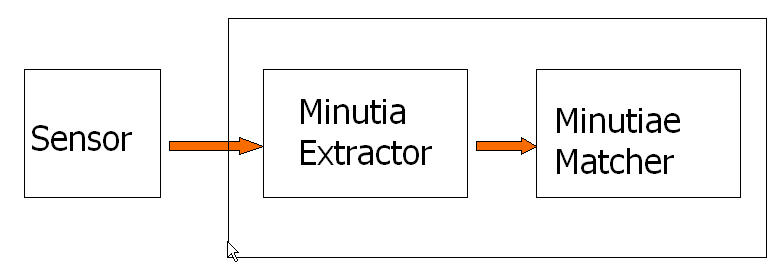 Sensor
Minutia
Extractor
Minutiae
Matcher